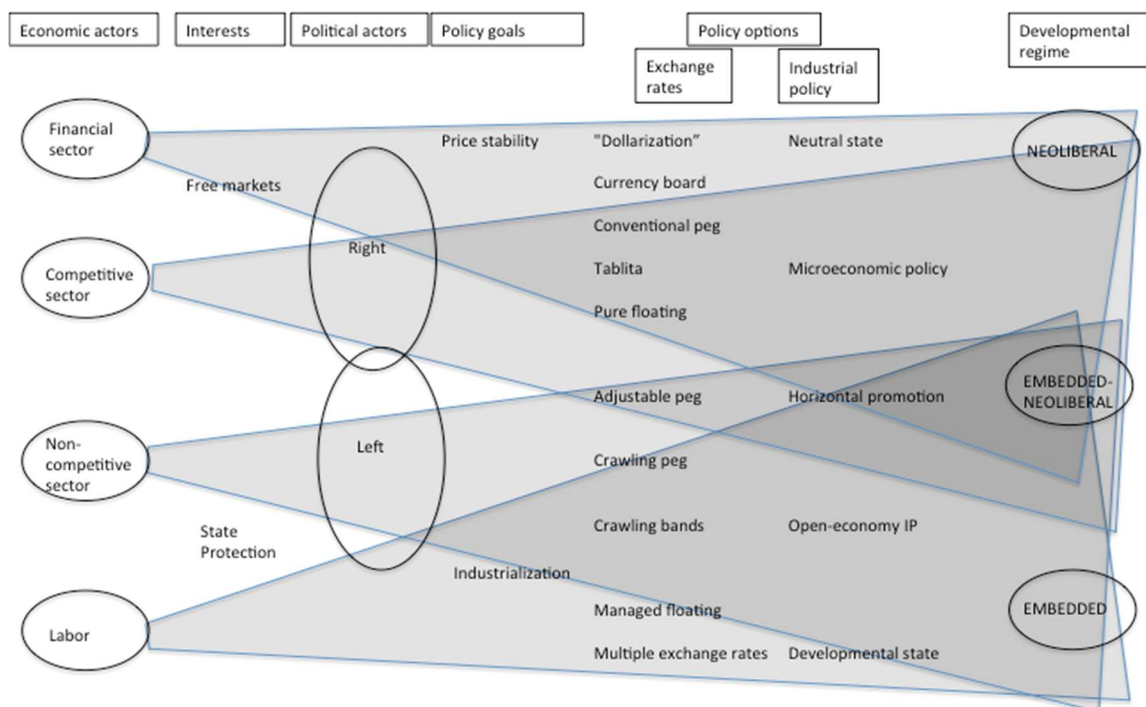 Economic actors
Interests
Political actors
Policy goals
Policy options
Developmental
regime
Exchange
rates
Industrial
policy
Financial
sector
Price stability
"Dollarization”
Neutral state
NEOLIBERAL
Free markets
Currency board
Conventional peg
Right
Competitive
sector
Tablita
Microeconomic policy
Pure floating
EMBEDDED-
NEOLIBERAL
Adjustable peg
Horizontal promotion
Left
Non-
competitive
sector
Crawling peg
State
Protection
Crawling bands
Open-economy IP
Industrialization
Managed floating
EMBEDDED
Labor
Multiple exchange rates
Developmental state